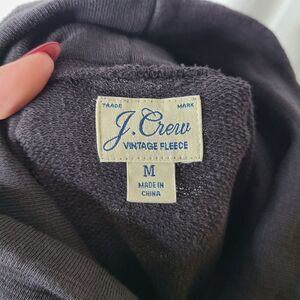 TRADE MARK
J.Crew
VINTAGE FLEECE
M
MADE IN
CHINA